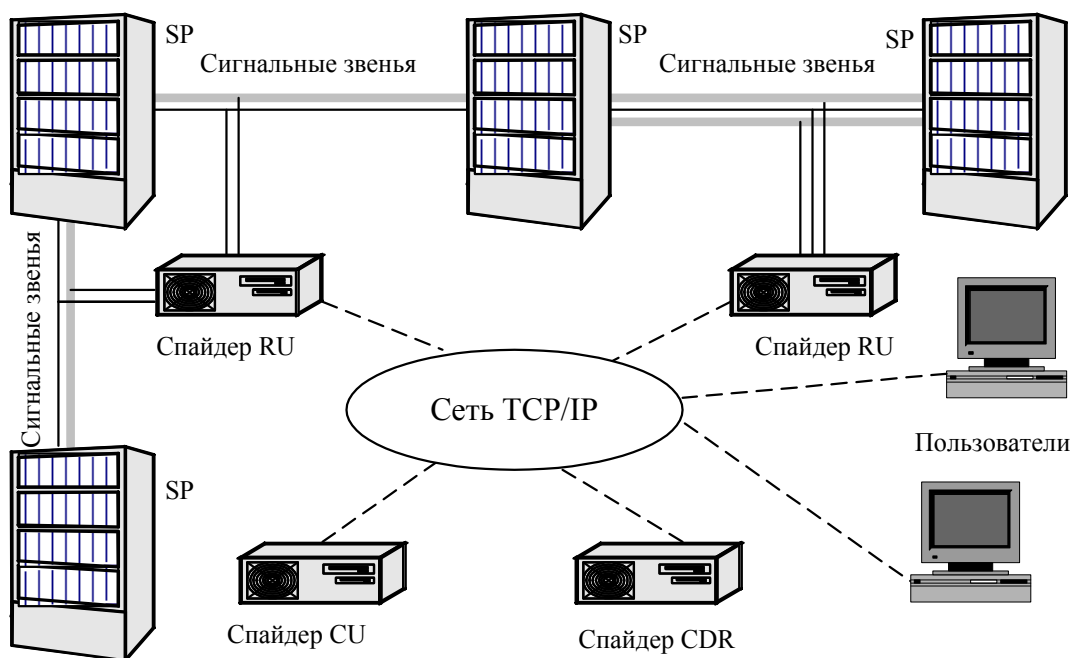 SP
SP
SP
Сигнальные звенья
Сигнальные звенья
Сигнальные звенья
Спайдер RU
Спайдер RU
Сеть TCP/IP
Пользователи
SP
Спайдер CU
Спайдер CDR